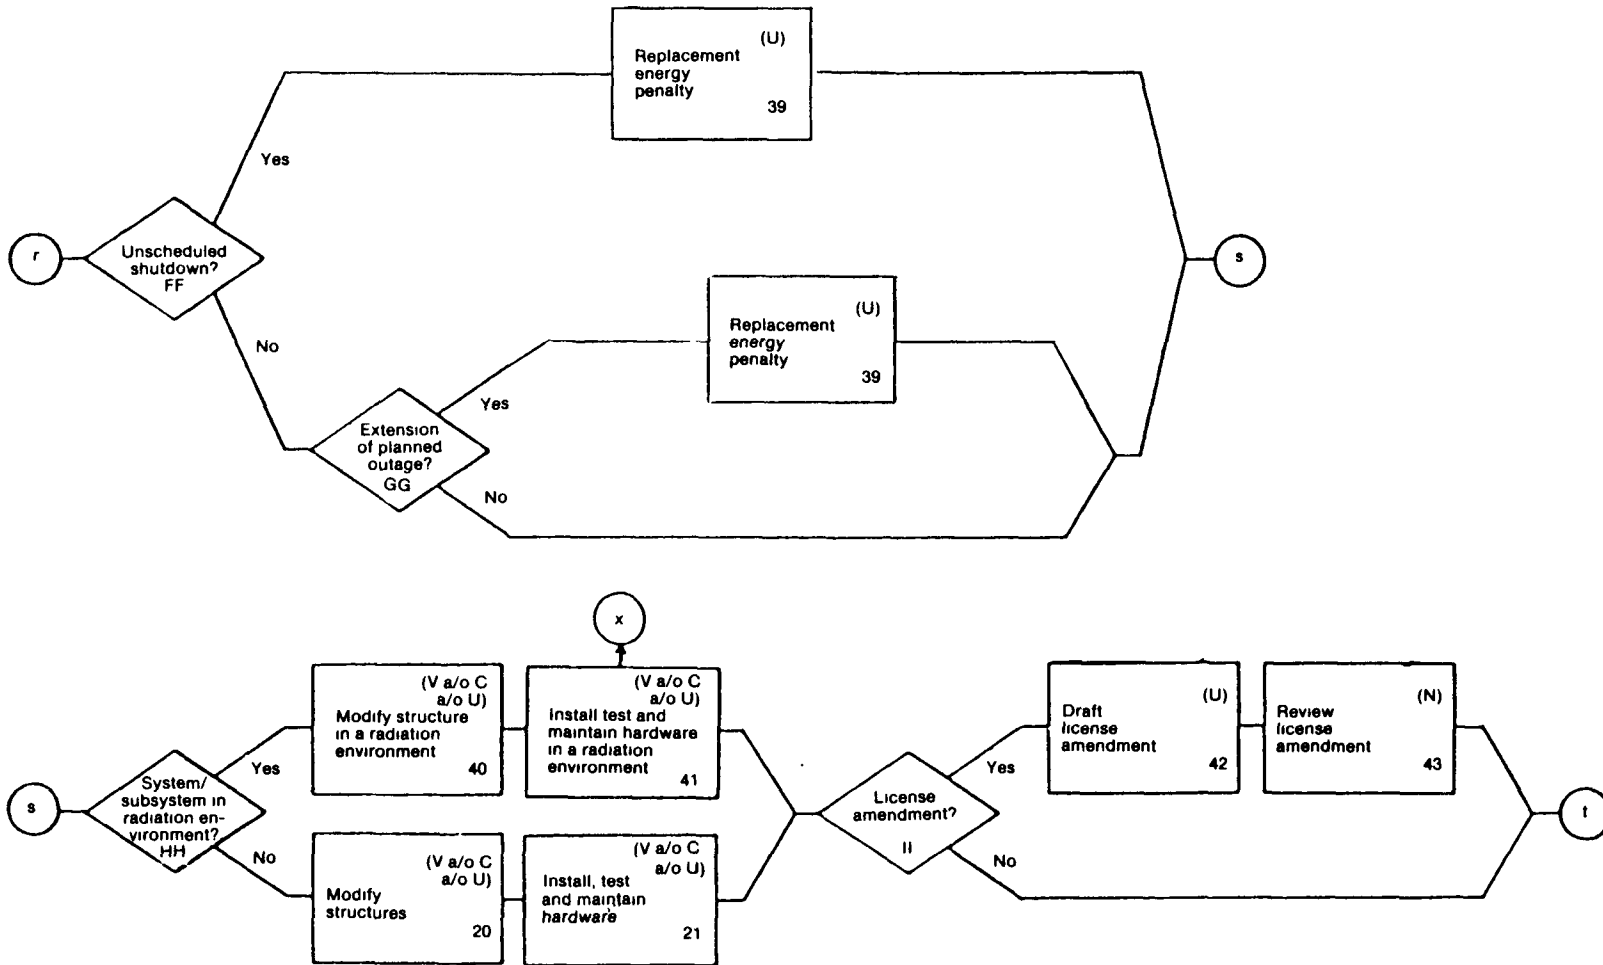 (U)
Replacement
energy
penalty
39
Yes
r
Unscheduled
shutdown?
FF
s
No
(U)
Replacement
energy
penalty
39
Yes
Extension
of planned
outage?
GG
No
x
(V a/o C
a/o U)
Modify structure
in a radiation
environment
40
(V a/o C
a/o U)
Install test and
maintain hardware
in a radiation
environment
41
(U)
Draft
license
amendment
42
(N)
Review
license
amendment
43
s
System/
subsystem in
radiation en-
vironment?
HH
Yes
No
License
amendment?
II
Yes
No
t
(V a/o C
a/o U)
Modify
structures
20
(V a/o C
a/o U)
Install, test
and maintain
hardware
21